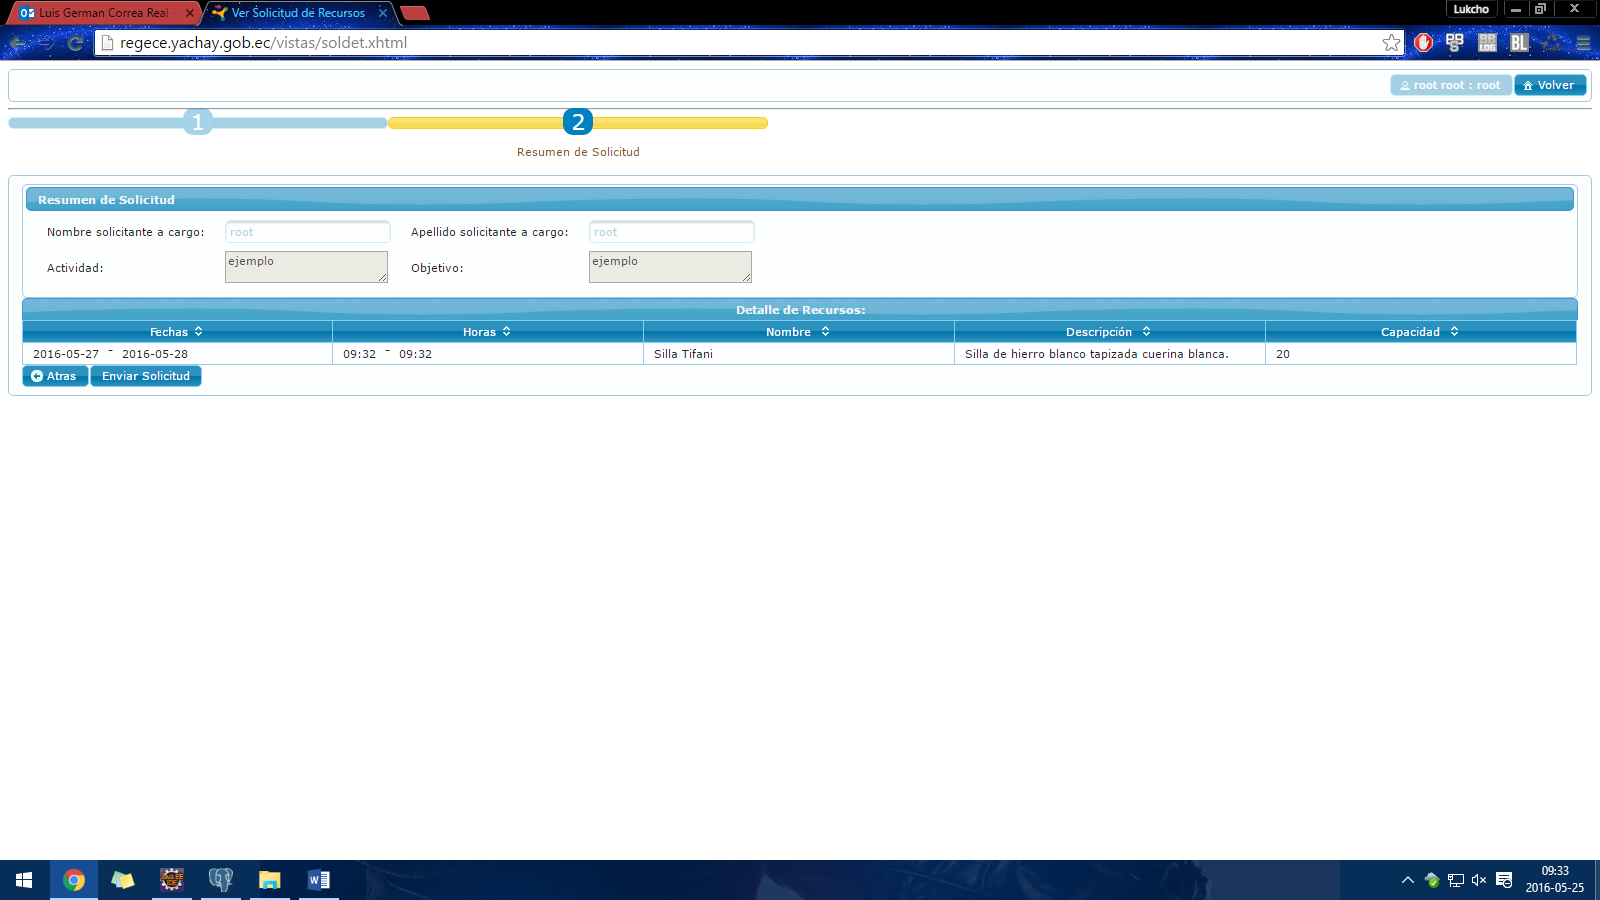 Luis German Correa Real
Ver Solicitud de Recursos
Lukcho
regece.yachay.gob.ec/vistas/soldet.xhtml
BB LOG
BL
root root : root
Volver
1
2
Resumen de Solicitud
Resumen de Solicitud
Nombre solicitante a cargo: root Apellido solicitante a cargo: root
Actividad: ejemplo Objetivo: ejemplo
Detalle de Recursos:
Fechas Horas Nombre Descripción Capacidad
2016-05-27 - 2016-05-28 09:32 - 09:32 Silla Tifani Silla de hierro blanco tapizada cuerina blanca. 20
Atras Enviar Solicitud
09:33
2016-05-25